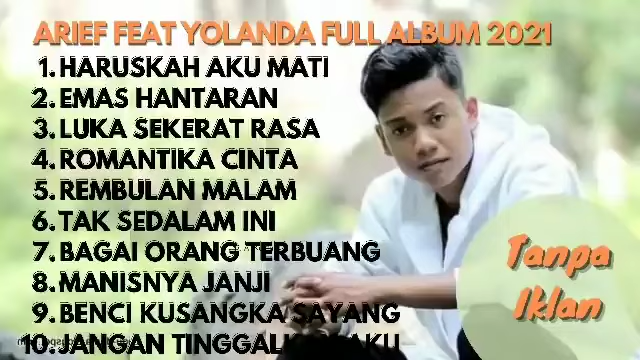 ARIEF FEAT YOLANDA FULL ALBUM 2021
1. HARUSKAH AKU MATI
2. EMAS HANTARAN
3. LUKA SEKERAT RASA
4. ROMANTIKA CINTA
5. REMBULAN MALAM
6. TAK SEDALAM INI
7. BAGAI ORANG TERBUANG
8. MANISNYA JANJI
9. BENCI KUSANGKA SAYANG
10. JANGAN TINGGALKAN AKU
Tanpa
Iklan